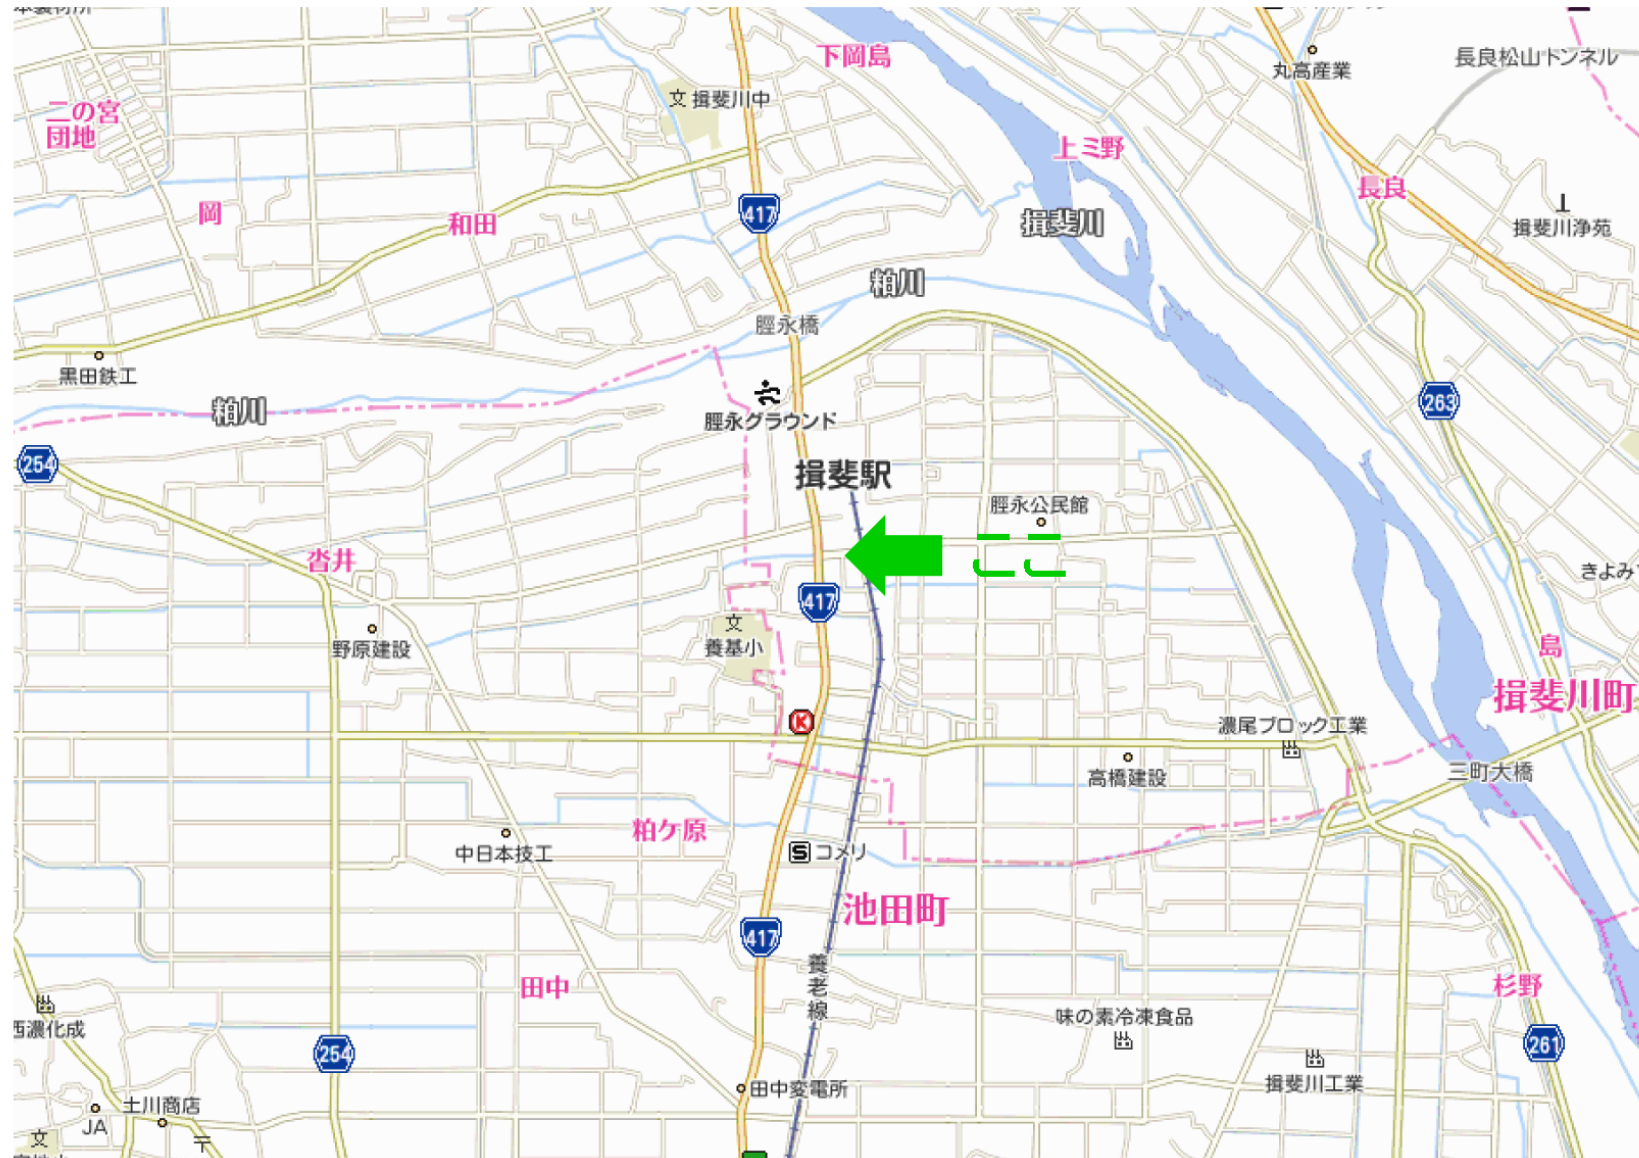 下岡島
丸高産業
長良松山トンネル
二の宮
団地
揖斐川中
上ミ野
長良
岡
和田
417
揖斐川
揖斐川浄苑
粕川
脛永橋
黒田鉄工
粕川
脛永グラウンド
263
254
揖斐駅
脛永公民館
沓井
きよみ
417
野原建設
養基小
島
揖斐川町
K
濃尾ブロック工業
高橋建設
三町大橋
粕ケ原
中日本技工
S コメリ
池田町
417
養老線
田中
杉野
西濃化成
味の素冷凍食品
254
261
揖斐川工業
田中変電所
土川商店
JA